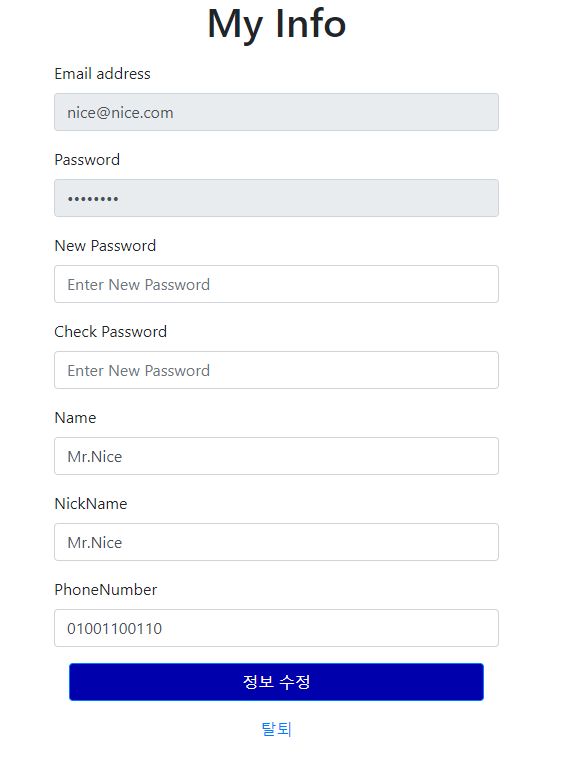 My Info
Email address
nice@nice.com
Password
••••••••
New Password
Enter New Password
Check Password
Enter New Password
Name
Mr.Nice
NickName
Mr.Nice
PhoneNumber
01001100110
정보 수정
탈퇴